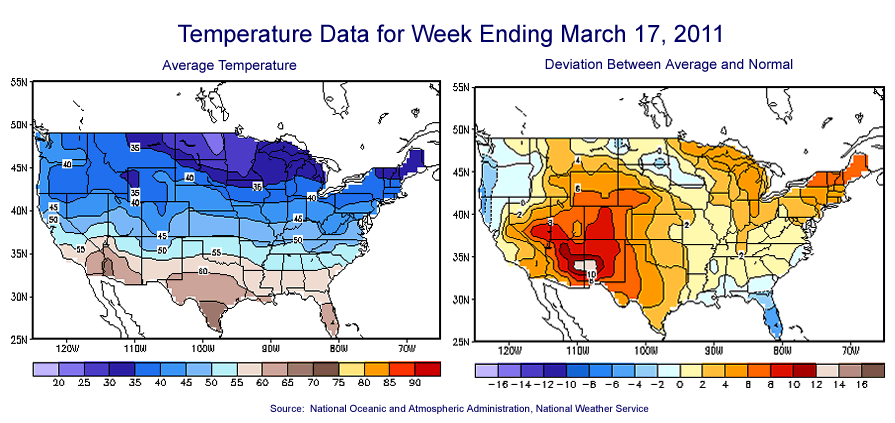 Temperature Data for Week Ending March 17, 2011
Average Temperature
Deviation Between Average and Normal
55N
50N
45N
40N
35N
30N
25N
120W 110W 100W 90W 80W 70W
35
40
35
40
40
35
40
45
50
45
45
50
45
50
55
55
60
20 25 30 35 40 45 50 55 60 65 70 75 80 85 90
55N
50N
45N
40N
35N
30N
25N
120W 110W 100W 90W 80W 70W
4
6
0
2
8
2
2
10
-16 -14 -12 -10 -8 -6 -4 -2 0 2 4 6 8 10 12 14 16
Source: National Oceanic and Atmospheric Administration, National Weather Service